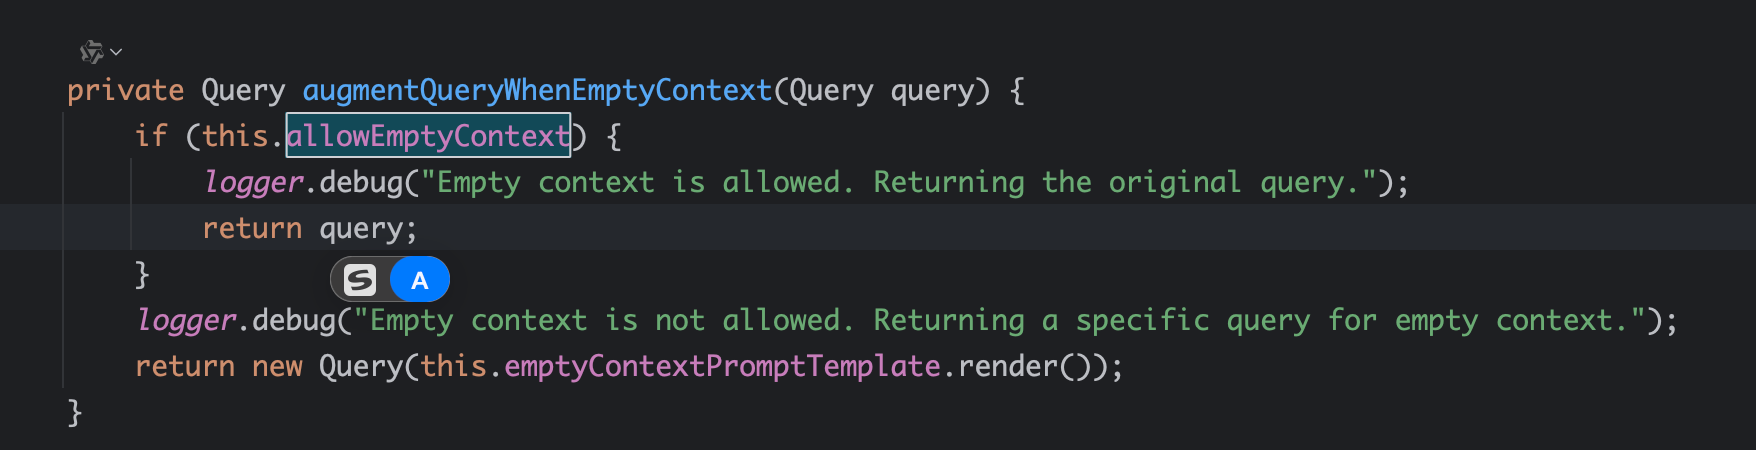 private Query augmentQueryWhenEmptyContext(Query query) {
if (this.allowEmptyContext) {
logger.debug("Empty context is allowed. Returning the original query.");
return query;
}
S A
logger.debug("Empty context is not allowed. Returning a specific query for empty context.");
return new Query(this.emptyContextPromptTemplate.render());
}